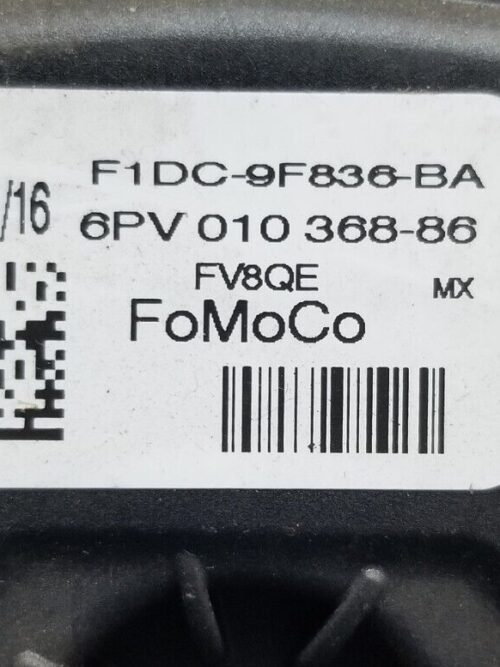 F1DC-9F836-BA
/16
6PV 010 368-86
FV8QE
MX
FoMoCo